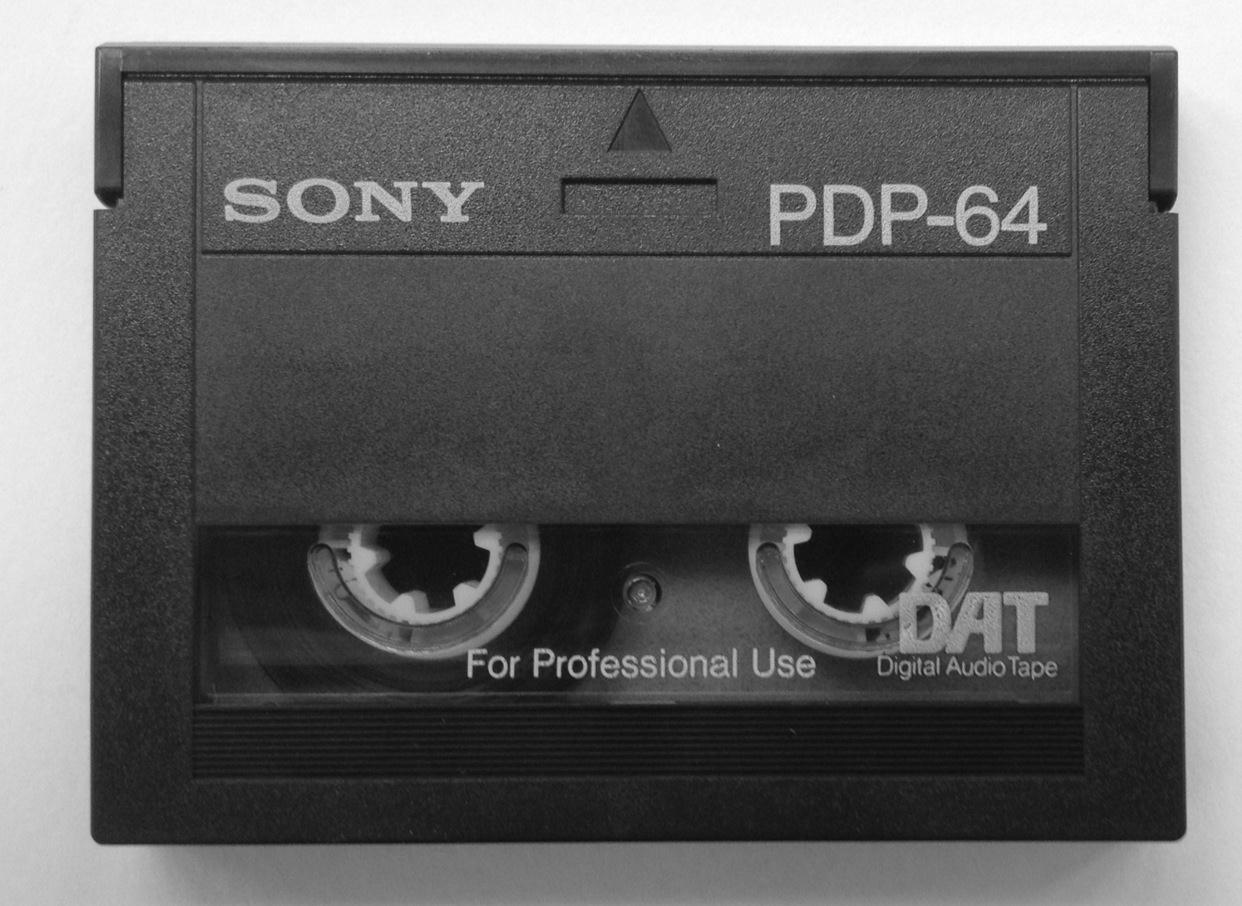 SONY
PDP-64
For Professional Use
DAT
Digital Audio Tape